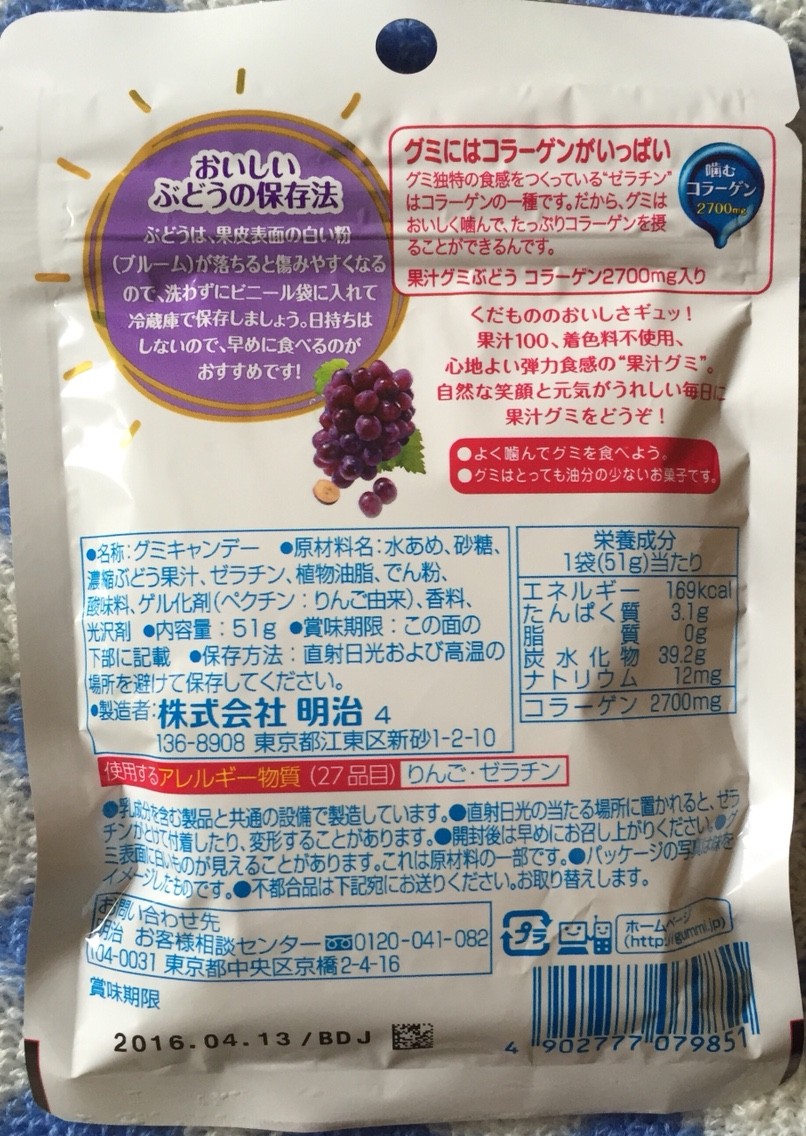 おいしい
ぶどうの保存法
ぶどうは、果皮表面の白い粉
(ブルーム)が落ちると傷みやすくなる
ので、洗わずにビニール袋に入れて
冷蔵庫で保存しましょう。日持ちは
しないので、早めに食べるのが
おすすめです!
グミにはコラーゲンがいっぱい
グミ独特の食感をつくっている“ゼラチン”
はコラーゲンの一種です。だから、グミは
おいしく噛んで、たっぷりコラーゲンを摂
ることができるんです。
果汁グミぶどう コラーゲン2700mg入り
噛む
コラーゲン
2700mg
くだもののおいしさギュッ!
果汁100、着色料不使用、
心地よい弾力食感の“果汁グミ”。
自然な笑顔と元気がうれしい毎日に
果汁グミをどうぞ!
●よく噛んでグミを食べよう。
●グミはとっても油分の少ないお菓子です。
●名称:グミキャンデー ●原材料名:水あめ、砂糖、
濃縮ぶどう果汁、ゼラチン、植物油脂、でん粉、
酸味料、ゲル化剤(ペクチン:りんご由来)、香料、
光沢剤 ●内容量:51g ●賞味期限:この面の
下部に記載 ●保存方法:直射日光および高温の
場所を避けて保存してください。
●製造者:株式会社 明治 4
136-8908 東京都江東区新砂1-2-10
栄養成分
1袋(51g)当たり
エネルギー 169kcal
たんぱく質 3.1g
脂質 0g
炭水化物 39.2g
ナトリウム 12mg
コラーゲン 2700mg
使用するアレルギー物質(27品目) りんご・ゼラチン
●乳成分を含む製品と共通の設備で製造しています。●直射日光の当たる場所に置かれると、ゼラ
チンがとけて付着したり、変形することがあります。●開封後は早めにお召し上がりください。●グ
ミ表面に白いものが見えることがあります。これは原材料の一部です。●パッケージの写真は味を
イメージしたものです。●不都合品は下記宛にお送りください。お取り替えします。
お問い合わせ先
明治 お客様相談センター 0120-041-082
104-0031 東京都中央区京橋2-4-16
プラ
ホームページ
(http://gummi.jp)
賞味期限
2016.04.13/BDJ
4 902777 079851